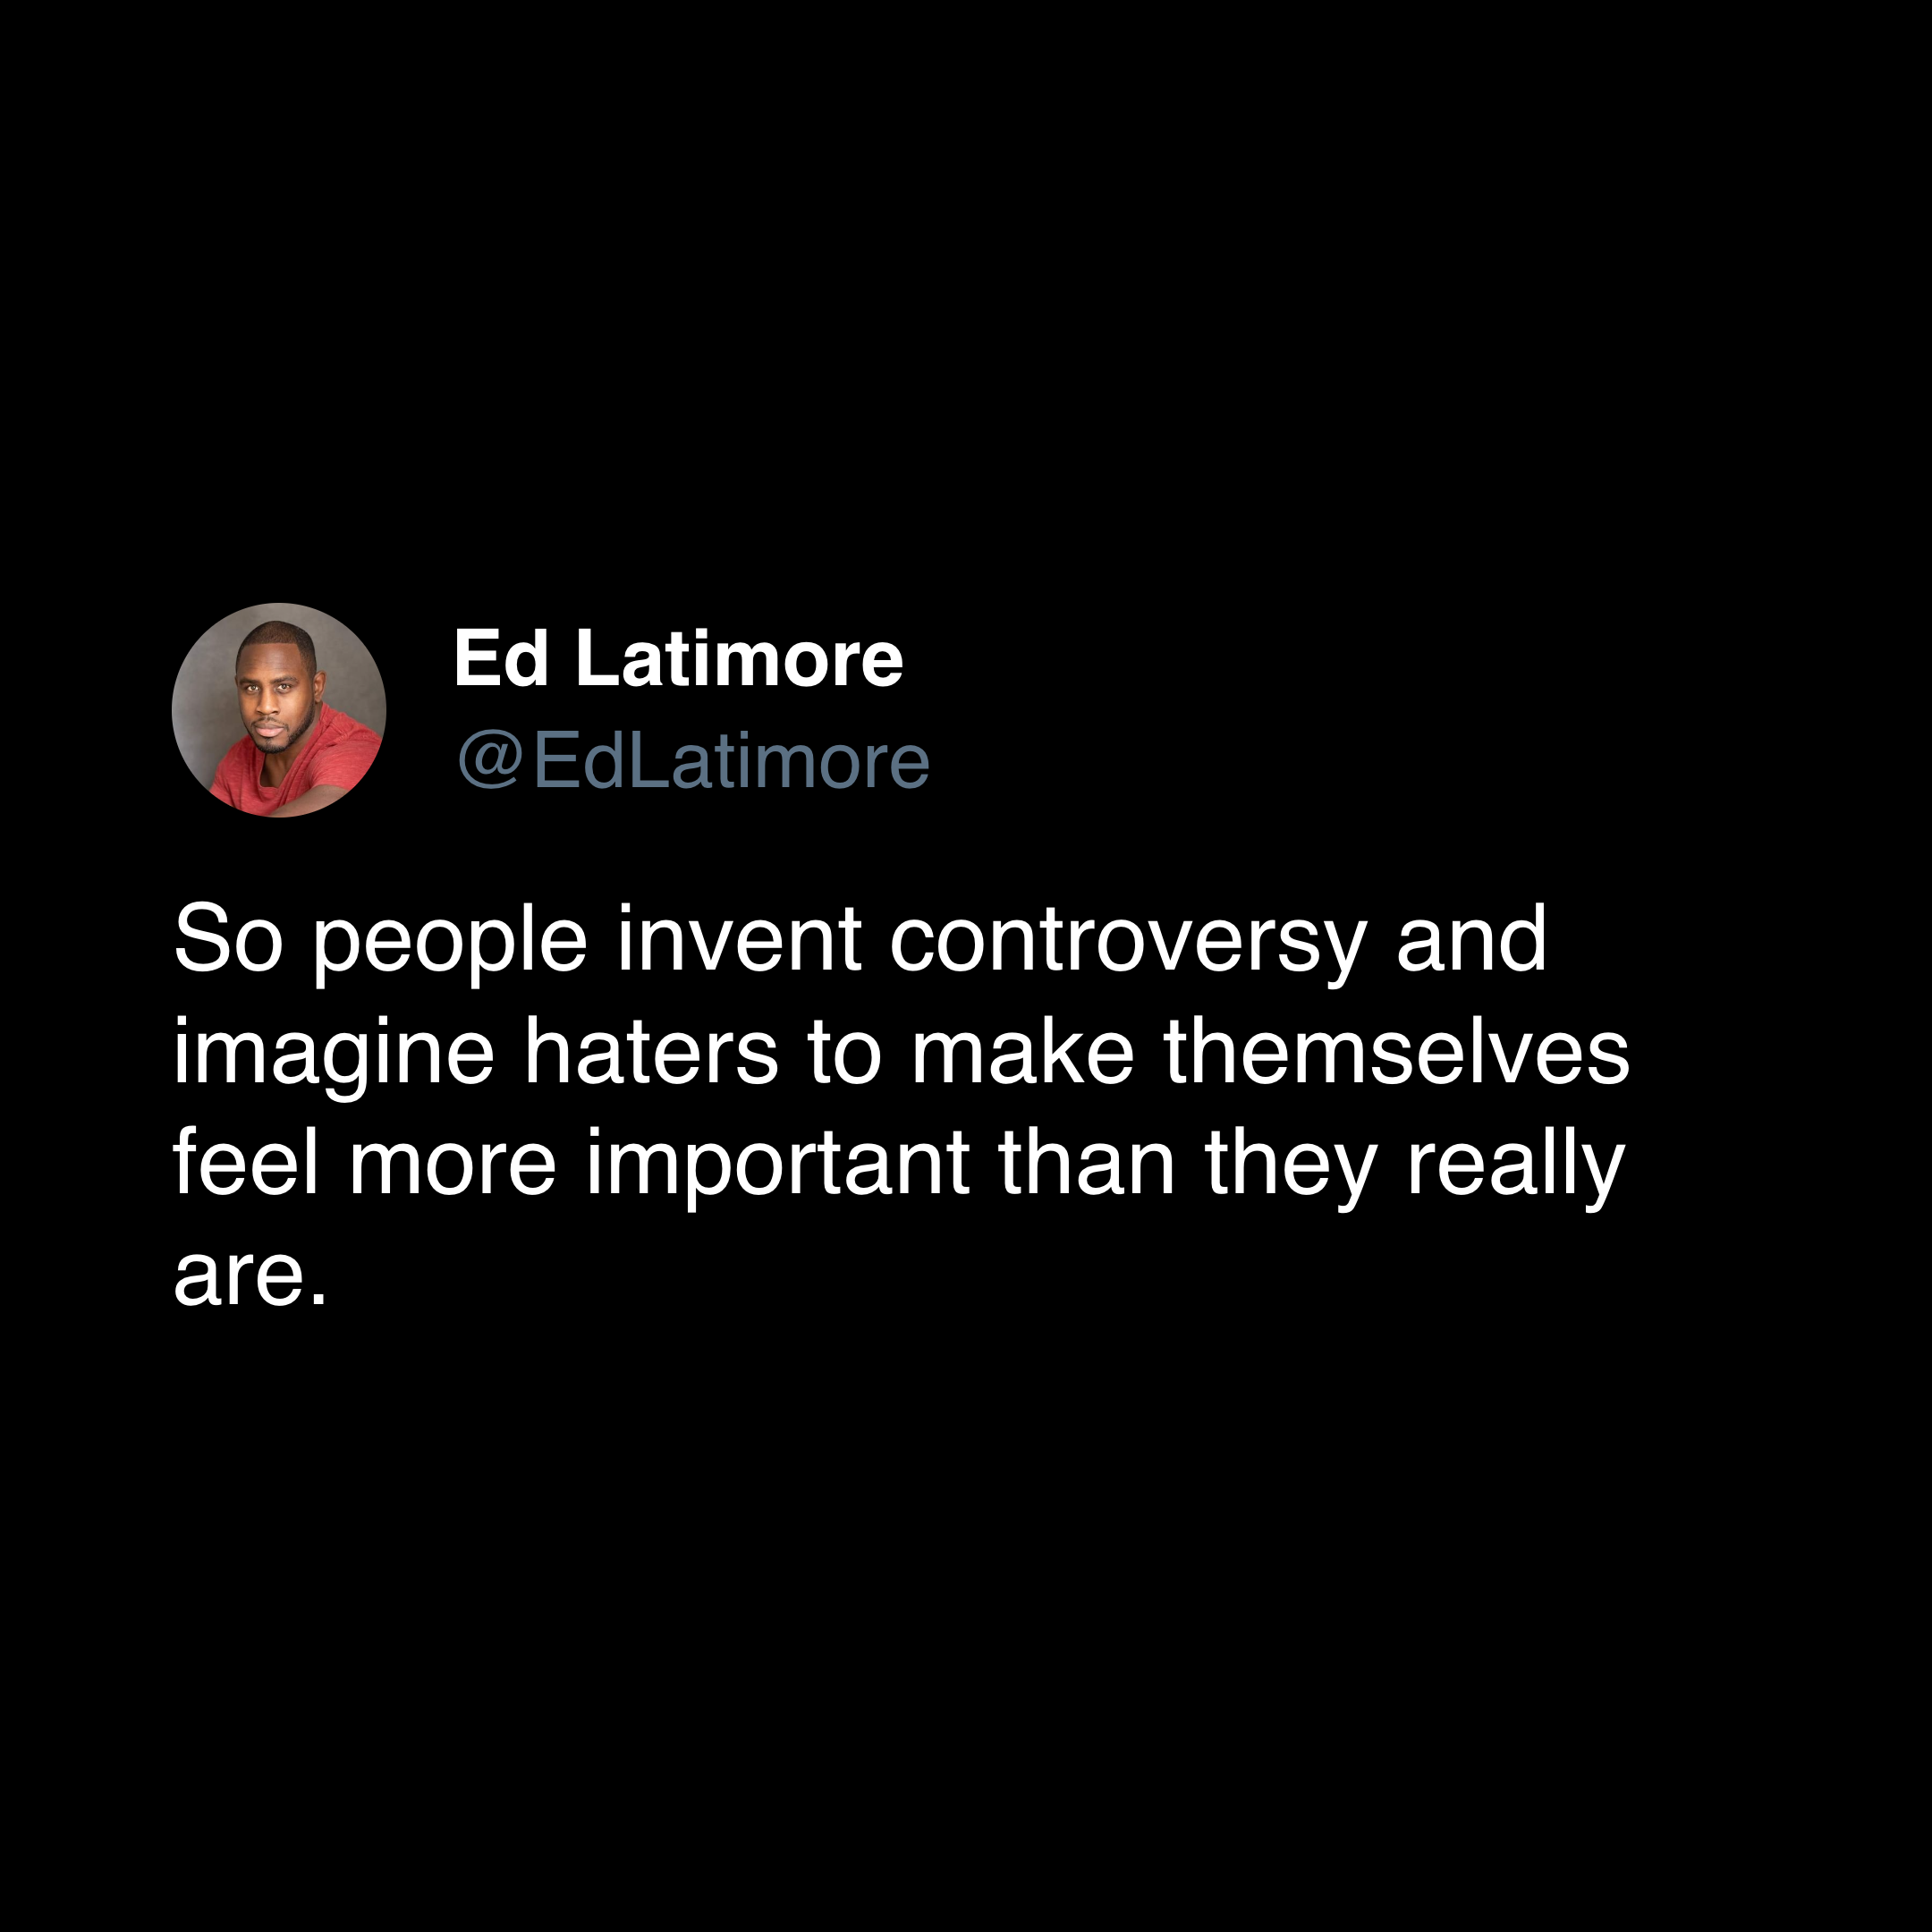 Ed Latimore
@EdLatimore
So people invent controversy and
imagine haters to make themselves
feel more important than they really
are.